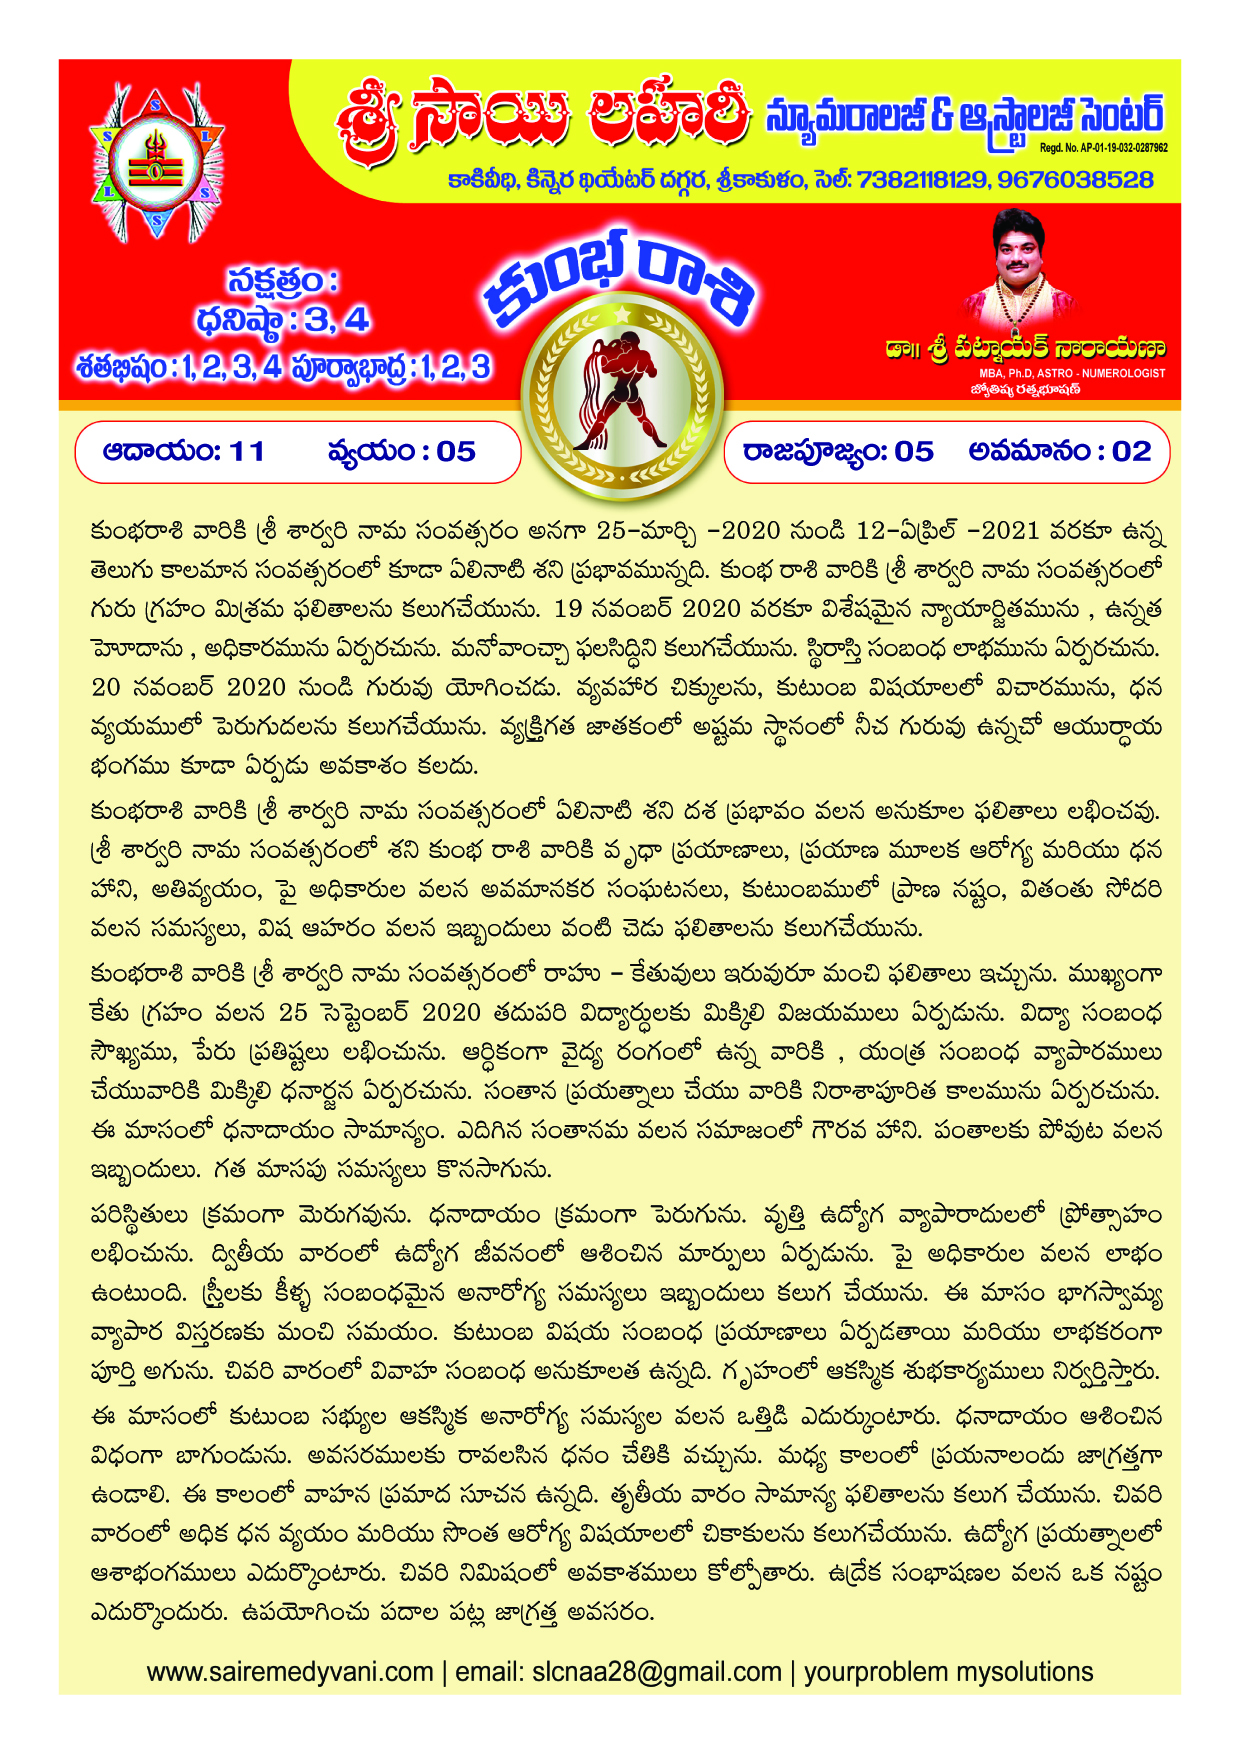 శ్రీ సాయి లహరి న్యూమరాలజీ & ఆస్ట్రాలజీ సెంటర్
Regd. No. AP-01-19-032-0287962
కాకివీధి, కిన్నెర థియేటర్ దగ్గర, శ్రీకాకుళం, సెల్: 7382118129, 9676038528
S
S L
L S
S
కుంభ రాశి
నక్షత్రం :
ధనిష్ఠా : 3, 4
శతభిషం : 1, 2, 3, 4 పూర్వాభాద్ర : 1, 2, 3
డా॥ శ్రీ పట్నాయక్ నారాయణా
MBA, Ph.D, ASTRO - NUMEROLOGIST
జ్యోతిష్య రత్నభూషణ్
ఆదాయం: 11 వ్యయం : 05 రాజపూజ్యం: 05 అవమానం : 02
కుంభరాశి వారికి శ్రీ శార్వరి నామ సంవత్సరం అనగా 25-మార్చి -2020 నుండి 12-ఏప్రిల్ -2021 వరకూ ఉన్న
తెలుగు కాలమాన సంవత్సరంలో కూడా ఏలినాటి శని ప్రభావమున్నది. కుంభ రాశి వారికి శ్రీ శార్వరి నామ సంవత్సరంలో
గురు గ్రహం మిశ్రమ ఫలితాలను కలుగచేయును. 19 నవంబర్ 2020 వరకూ విశేషమైన న్యాయార్జితమును , ఉన్నత
హెూదాను , అధికారమును ఏర్పరచును. మనోవాంచ్చా ఫలసిద్ధిని కలుగచేయును. స్థిరాస్తి సంబంధ లాభమును ఏర్పరచును.
20 నవంబర్ 2020 నుండి గురువు యోగించడు. వ్యవహార చిక్కులను, కుటుంబ విషయాలలో విచారమును, ధన
వ్యయములో పెరుగుదలను కలుగచేయును. వ్యక్తిగత జాతకంలో అష్టమ స్థానంలో నీచ గురువు ఉన్నచో ఆయుర్ధాయ
భంగము కూడా ఏర్పడు అవకాశం కలదు.
కుంభరాశి వారికి శ్రీ శార్వరి నామ సంవత్సరంలో ఏలినాటి శని దశ ప్రభావం వలన అనుకూల ఫలితాలు లభించవు.
శ్రీ శార్వరి నామ సంవత్సరంలో శని కుంభ రాశి వారికి వృధా ప్రయాణాలు, ప్రయాణ మూలక ఆరోగ్య మరియు ధన
హాని, అతివ్యయం, పై అధికారుల వలన అవమానకర సంఘటనలు, కుటుంబములో ప్రాణ నష్టం, వితంతు సోదరి
వలన సమస్యలు, విష ఆహారం వలన ఇబ్బందులు వంటి చెడు ఫలితాలను కలుగచేయును.
కుంభరాశి వారికి శ్రీ శార్వరి నామ సంవత్సరంలో రాహు - కేతువులు ఇరువురూ మంచి ఫలితాలు ఇచ్చును. ముఖ్యంగా
కేతు గ్రహం వలన 25 సెప్టెంబర్ 2020 తదుపరి విద్యార్ధులకు మిక్కిలి విజయములు ఏర్పడును. విద్యా సంబంధ
సౌఖ్యము, పేరు ప్రతిష్టలు లభించును. ఆర్ధికంగా వైద్య రంగంలో ఉన్న వారికి , యంత్ర సంబంధ వ్యాపారములు
చేయువారికి మిక్కిలి ధనార్జన ఏర్పరచును. సంతాన ప్రయత్నాలు చేయు వారికి నిరాశాపూరిత కాలమును ఏర్పరచును.
ఈ మాసంలో ధనాదాయం సామాన్యం. ఎదిగిన సంతానమ వలన సమాజంలో గౌరవ హాని. పంతాలకు పోవుట వలన
ఇబ్బందులు. గత మాసపు సమస్యలు కొనసాగును.
పరిస్థితులు క్రమంగా మెరుగవును. ధనాదాయం క్రమంగా పెరుగును. వృత్తి ఉద్యోగ వ్యాపారాదులలో ప్రోత్సాహం
లభించును. ద్వితీయ వారంలో ఉద్యోగ జీవనంలో ఆశించిన మార్పులు ఏర్పడును. పై అధికారుల వలన లాభం
ఉంటుంది. స్త్రీలకు కీళ్ళ సంబంధమైన అనారోగ్య సమస్యలు ఇబ్బందులు కలుగ చేయును. ఈ మాసం భాగస్వామ్య
వ్యాపార విస్తరణకు మంచి సమయం. కుటుంబ విషయ సంబంధ ప్రయాణాలు ఏర్పడతాయి మరియు లాభకరంగా
పూర్తి అగును. చివరి వారంలో వివాహ సంబంధ అనుకూలత ఉన్నది. గృహంలో ఆకస్మిక శుభకార్యములు నిర్వర్తిస్తారు.
ఈ మాసంలో కుటుంబ సభ్యుల ఆకస్మిక అనారోగ్య సమస్యల వలన ఒత్తిడి ఎదుర్కుంటారు. ధనాదాయం ఆశించిన
విధంగా బాగుండును. అవసరములకు రావలసిన ధనం చేతికి వచ్చును. మధ్య కాలంలో ప్రయనాలందు జాగ్రత్తగా
ఉండాలి. ఈ కాలంలో వాహన ప్రమాద సూచన ఉన్నది. తృతీయ వారం సామాన్య ఫలితాలను కలుగ చేయును. చివరి
వారంలో అధిక ధన వ్యయం మరియు సొంత ఆరోగ్య విషయాలలో చికాకులను కలుగచేయును. ఉద్యోగ ప్రయత్నాలలో
ఆశాభంగములు ఎదుర్కొంటారు. చివరి నిమిషంలో అవకాశములు కోల్పోతారు. ఉద్రేక సంభాషణల వలన ఒక నష్టం
ఎదుర్కొందురు. ఉపయోగించు పదాల పట్ల జాగ్రత్త అవసరం.
www.sairemedyvani.com | email: slcnaa28@gmail.com | yourproblem mysolutions